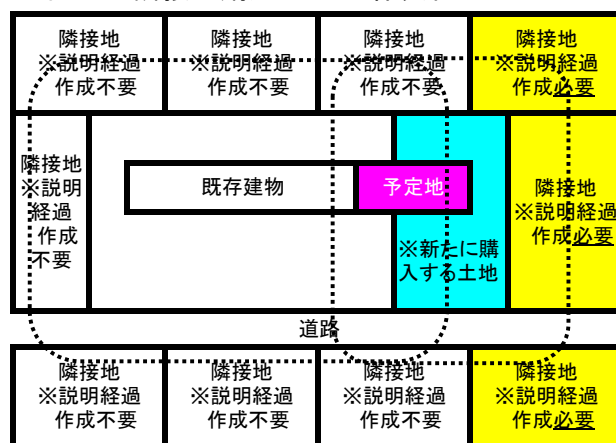 隣接地
※説明経過
作成不要
隣接地
※説明経過
作成不要
隣接地
※説明経過
作成不要
隣接地
※説明経過
作成必要
隣接地
※説明
経過
作成
不要
既存建物
予定地
※新たに購
入する土地
隣接地
※説明経過
作成必要
道路
隣接地
※説明経過
作成不要
隣接地
※説明経過
作成不要
隣接地
※説明経過
作成不要
隣接地
※説明経過
作成必要